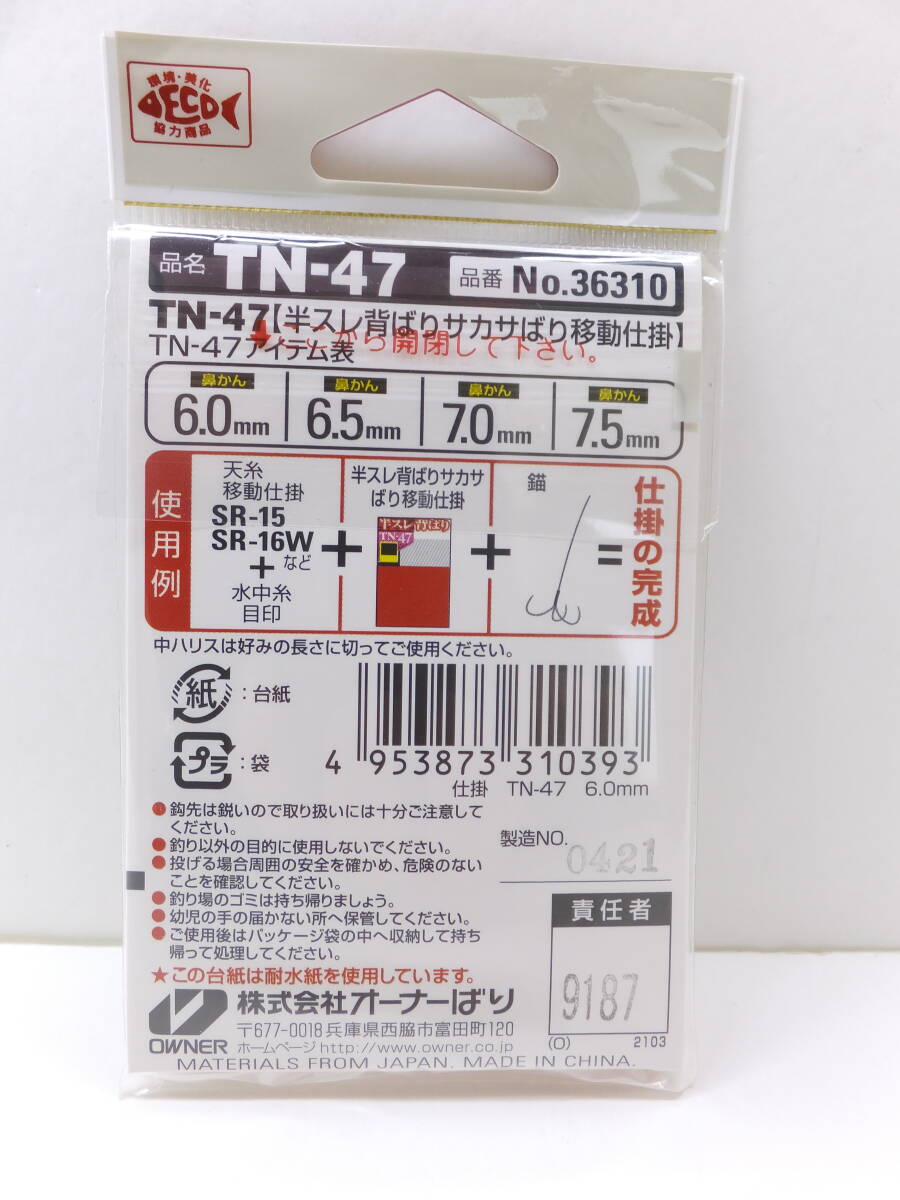 環境・美化
ECO
協力商品
品名 TN-47 品番 No.36310
TN-47【半スレ背ばりサカサばり移動仕掛】
ここから開閉して下さい。
TN-47アイテム表
鼻かん 鼻かん 鼻かん 鼻かん
6.0mm 6.5mm 7.0mm 7.5mm
使用例
天糸
移動仕掛
SR-15
SR-16W
+ など
水中糸
目印
+
半スレ背ばりサカサ
ばり移動仕掛
半スレ背ばり
TN-47
+
錨
=
仕掛の完成
中ハリスは好みの長さに切ってご使用ください。
紙:台紙
プラ:袋
4 953873 310393
仕掛 TN-47 6.0mm
●鈎先は鋭いので取り扱いには十分ご注意して
ください。
●釣り以外の目的に使用しないでください。
●投げる場合周囲の安全を確かめ、危険のない
ことを確認してください。
●釣り場のゴミは持ち帰りましょう。
●幼児の手の届かない所へ保管してください。
●ご使用後はパッケージ袋の中へ収納して持ち
帰って処理してください。
製造NO.
0421
責任者
9187
(O) 2103
★この台紙は耐水紙を使用しています。
OWNER
株式会社オーナーばり
〒677-0018 兵庫県西脇市富田町120
ホームページ http://www.owner.co.jp
MATERIALS FROM JAPAN. MADE IN CHINA.